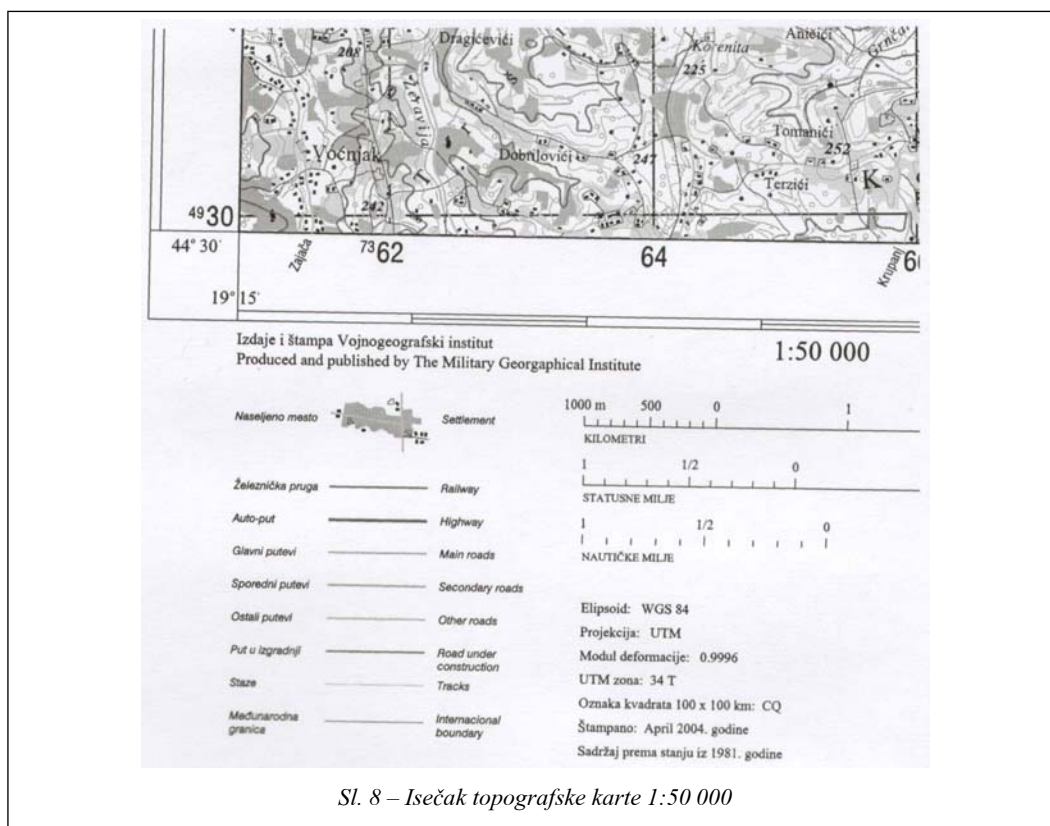 Dragičevići
Korenita
Aničići
208
225
Žeravija
Tomanići
Voćnjak
Dobrilovići
247
252
Terzići
K
242
4930
44° 30'
Zajača
7362
64
Krupanj
19° 15'
Izdaje i štampa Vojnogeografski institut
Produced and published by The Military Georgaphical Institute
1:50 000
Naseljeno mesto Settlement
1000 m 500 0 1
KILOMETRI
1 1/2 0
STATUSNE MILJE
1 1/2 0
NAUTIČKE MILJE
Železnička pruga Railway
Auto-put Highway
Glavni putevi Main roads
Sporedni putevi Secondary roads
Ostali putevi Other roads
Put u izgradnji Road under
construction
Staze Tracks
Međunarodna
granica
Internacional
boundary
Elipsoid: WGS 84
Projekcija: UTM
Modul deformacije: 0.9996
UTM zona: 34 T
Oznaka kvadrata 100 x 100 km: CQ
Štampano: April 2004. godine
Sadržaj prema stanju iz 1981. godine
Sl. 8 – Isečak topografske karte 1:50 000